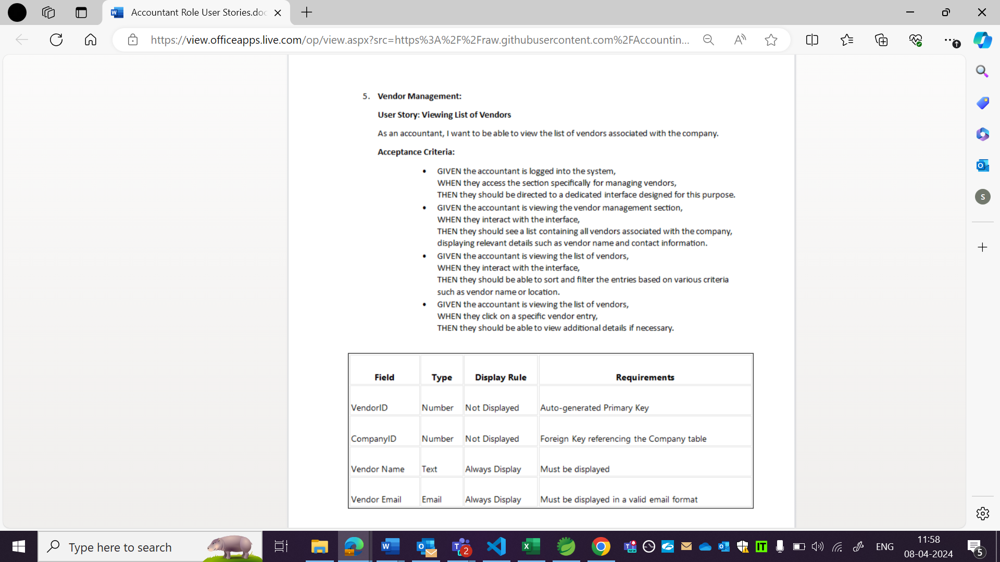 Accountant Role User Stories.doc
https://view.officeapps.live.com/op/view.aspx?src=https%3A%2F%2Fraw.githubusercontent.com%2FAccountin...
5. Vendor Management:
User Story: Viewing List of Vendors
As an accountant, I want to be able to view the list of vendors associated with the company.
Acceptance Criteria:
• GIVEN the accountant is logged into the system,
WHEN they access the section specifically for managing vendors,
THEN they should be directed to a dedicated interface designed for this purpose.
• GIVEN the accountant is viewing the vendor management section,
WHEN they interact with the interface,
THEN they should see a list containing all vendors associated with the company,
displaying relevant details such as vendor name and contact information.
• GIVEN the accountant is viewing the list of vendors,
WHEN they interact with the interface,
THEN they should be able to sort and filter the entries based on various criteria
such as vendor name or location.
• GIVEN the accountant is viewing the list of vendors,
WHEN they click on a specific vendor entry,
THEN they should be able to view additional details if necessary.
Field Type Display Rule Requirements
VendorID Number Not Displayed Auto-generated Primary Key
CompanyID Number Not Displayed Foreign Key referencing the Company table
Vendor Name Text Always Display Must be displayed
Vendor Email Email Always Display Must be displayed in a valid email format
S
Type here to search
2
IT
ENG
11:58
08-04-2024
5